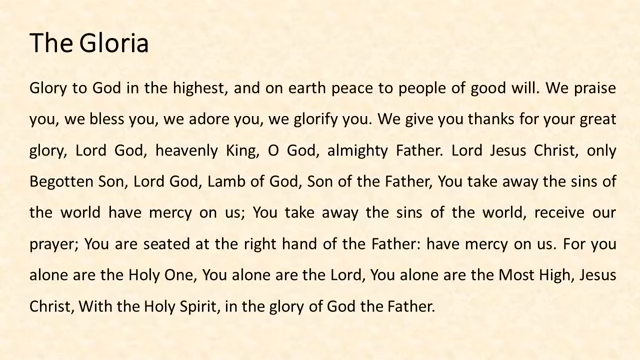 The Gloria
Glory to God in the highest, and on earth peace to people of good will. We praise
you, we bless you, we adore you, we glorify you. We give you thanks for your great
glory, Lord God, heavenly King, O God, almighty Father. Lord Jesus Christ, only
Begotten Son, Lord God, Lamb of God, Son of the Father, You take away the sins of
the world have mercy on us; You take away the sins of the world, receive our
prayer; You are seated at the right hand of the Father: have mercy on us. For you
alone are the Holy One, You alone are the Lord, You alone are the Most High, Jesus
Christ, With the Holy Spirit, in the glory of God the Father.